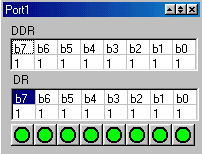 Port1
DDR
b7 b6 b5 b4 b3 b2 b1 b0
1 1 1 1 1 1 1 1
DR
b7 b6 b5 b4 b3 b2 b1 b0
1 1 1 1 1 1 1 1